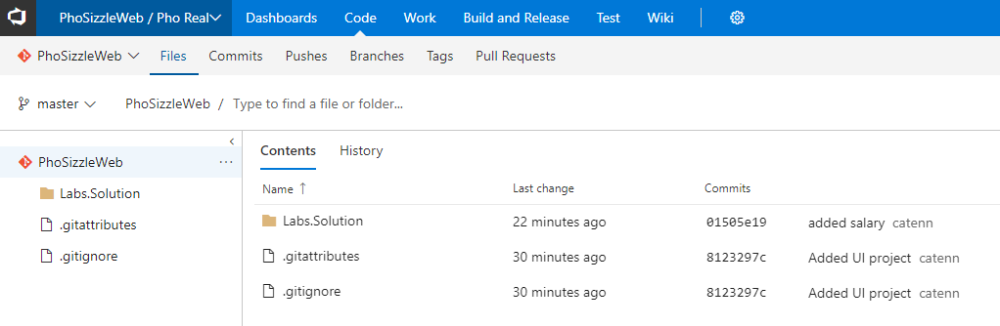 PhoSizzleWeb / Pho Real Dashboards Code Work Build and Release Test Wiki
PhoSizzleWeb Files Commits Pushes Branches Tags Pull Requests
master PhoSizzleWeb / Type to find a file or folder...
PhoSizzleWeb ...
Labs.Solution
.gitattributes
.gitignore
Contents History
Name ↑ Last change Commits
Labs.Solution 22 minutes ago 01505e19 added salary catenn
.gitattributes 30 minutes ago 8123297c Added UI project catenn
.gitignore 30 minutes ago 8123297c Added UI project catenn